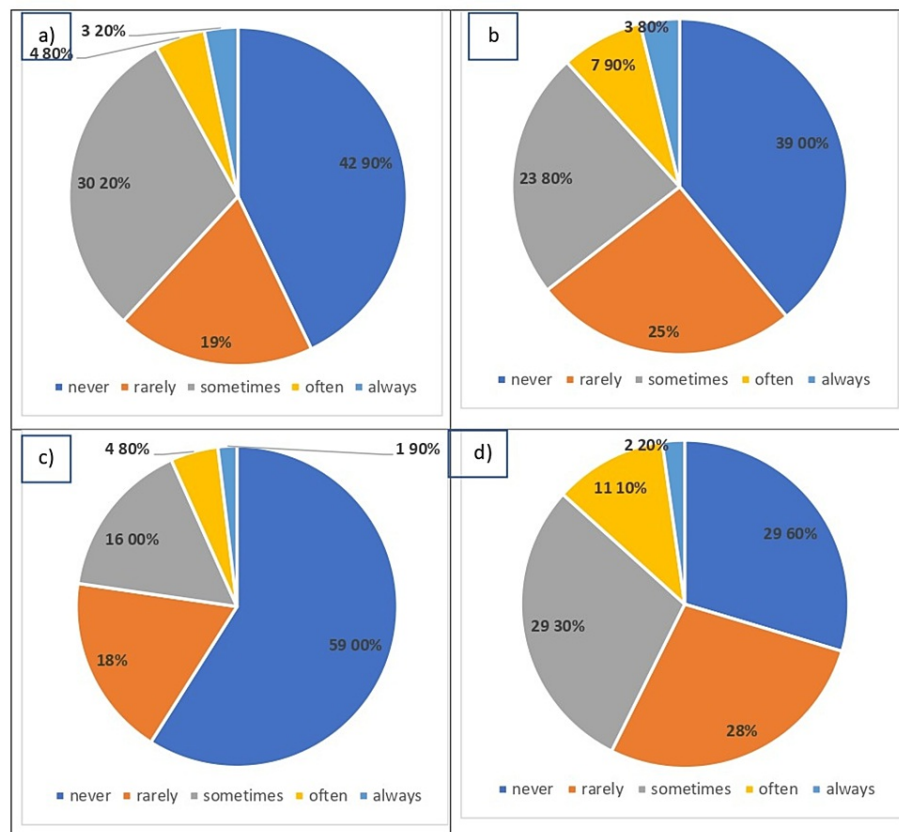 a)
3 20%
4 80%
42 90%
30 20%
19%
never rarely sometimes often always
b
3 80%
7 90%
39 00%
23 80%
25%
never rarely sometimes often always
c)
4 80%
1 90%
16 00%
59 00%
18%
never rarely sometimes often always
d)
2 20%
11 10%
29 60%
29 30%
28%
never rarely sometimes often always